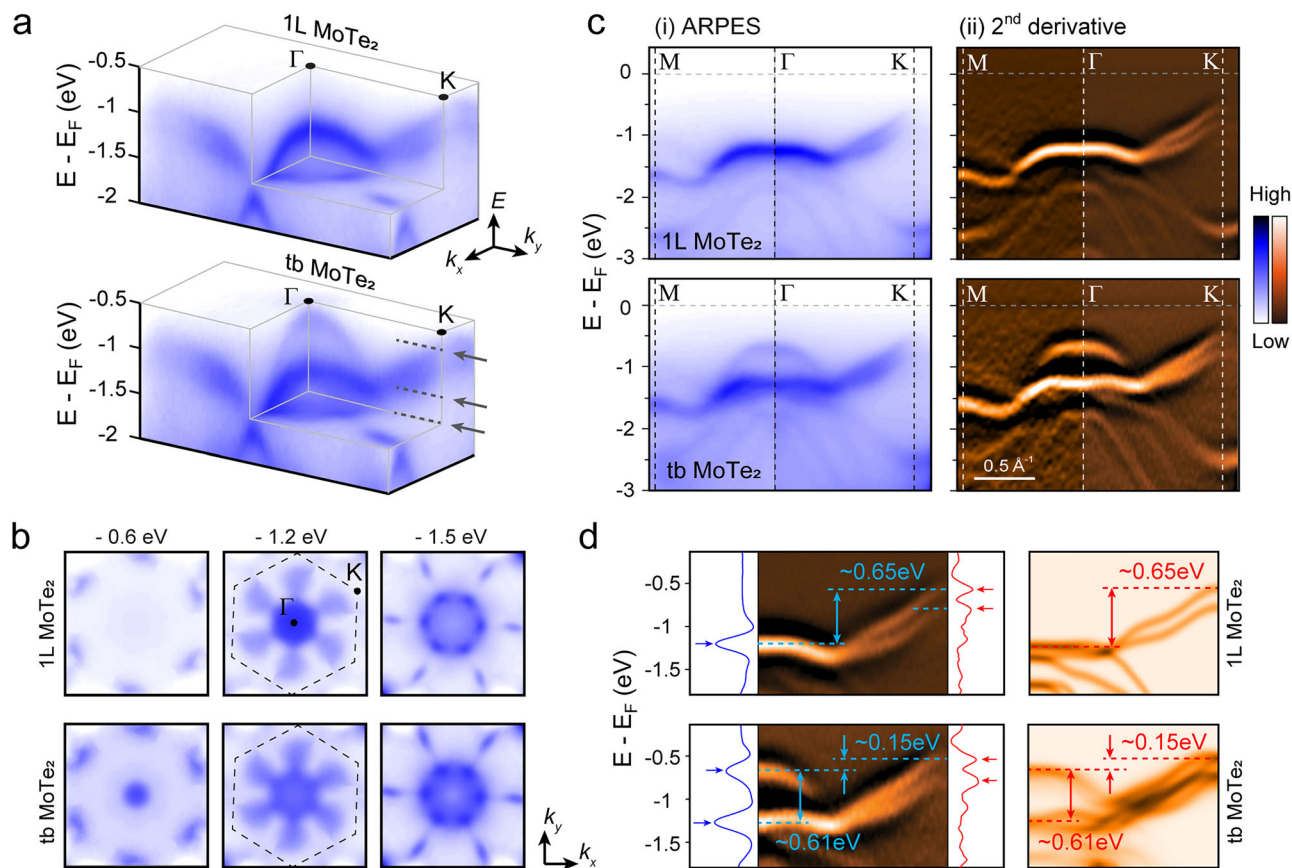 a
1L MoTe₂
Γ
K
-0.5
-1
-1.5
-2
E - E_F (eV)
E
k_x
k_y
tb MoTe₂
Γ
K
-0.5
-1
-1.5
-2
E - E_F (eV)
b
- 0.6 eV
- 1.2 eV
- 1.5 eV
1L MoTe₂
K
Γ
tb MoTe₂
k_y
k_x
c
(i) ARPES
(ii) 2nd derivative
M Γ K
M Γ K
0
-1
-2
-3
E - E_F (eV)
1L MoTe₂
High
Low
M Γ K
M Γ K
0
-1
-2
-3
E - E_F (eV)
tb MoTe₂
0.5 Å⁻¹
d
-0.5
-1
-1.5
~0.65eV
~0.65eV
1L MoTe₂
E - E_F (eV)
-0.5
-1
-1.5
~0.15eV
~0.61eV
~0.15eV
~0.61eV
tb MoTe₂